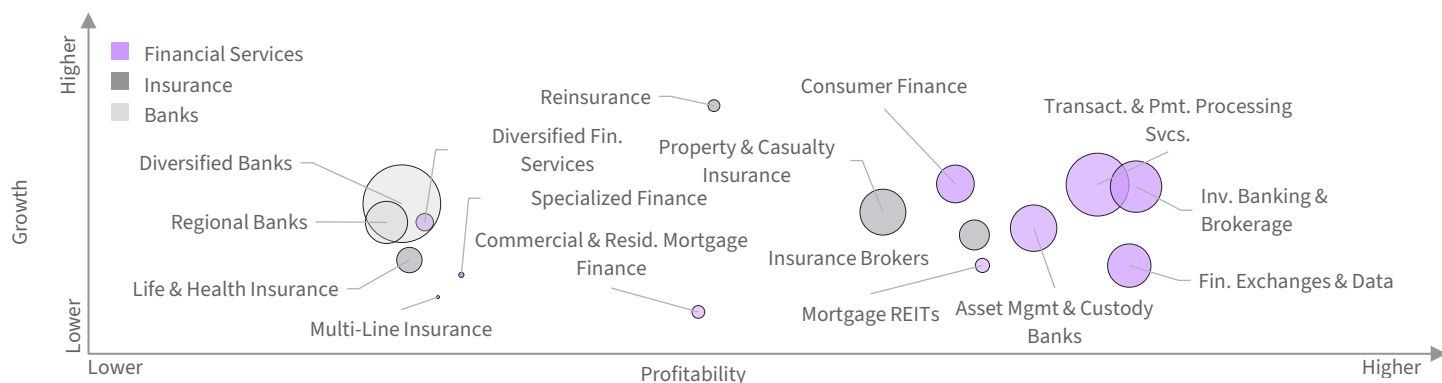 Higher
Financial Services
Insurance
Banks
Reinsurance
Consumer Finance
Transact. & Pmt. Processing
Svcs.
Diversified Fin.
Services
Property & Casualty
Insurance
Diversified Banks
Specialized Finance
Inv. Banking &
Brokerage
Regional Banks
Growth
Commercial & Resid. Mortgage
Finance
Insurance Brokers
Life & Health Insurance
Fin. Exchanges & Data
Multi-Line Insurance
Mortgage REITs
Asset Mgmt & Custody
Banks
Lower
Lower
Profitability
Higher